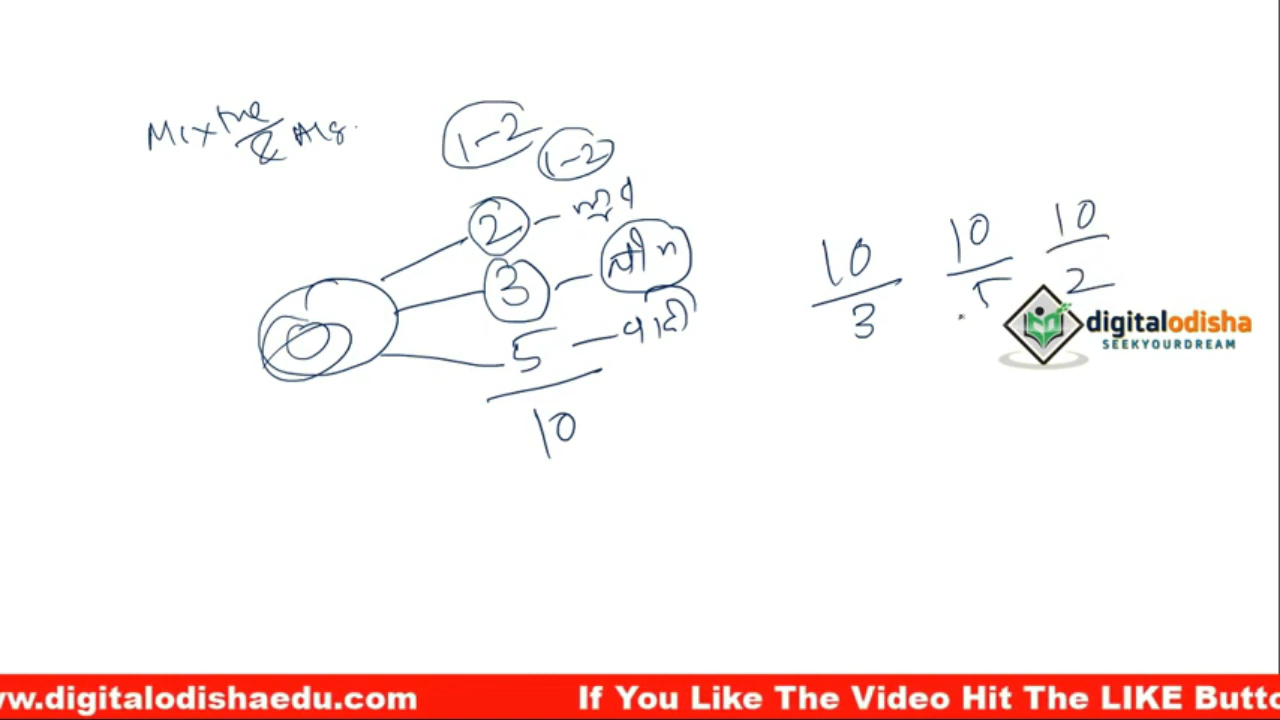 Mixture & Alg.
1-2
1-2
2 -
3 - चीन
5 -
10
10/3 10/5 10/2
digitalodisha
SEEKYOURDREAM
ww.digitalodishaedu.com If You Like The Video Hit The LIKE Butto